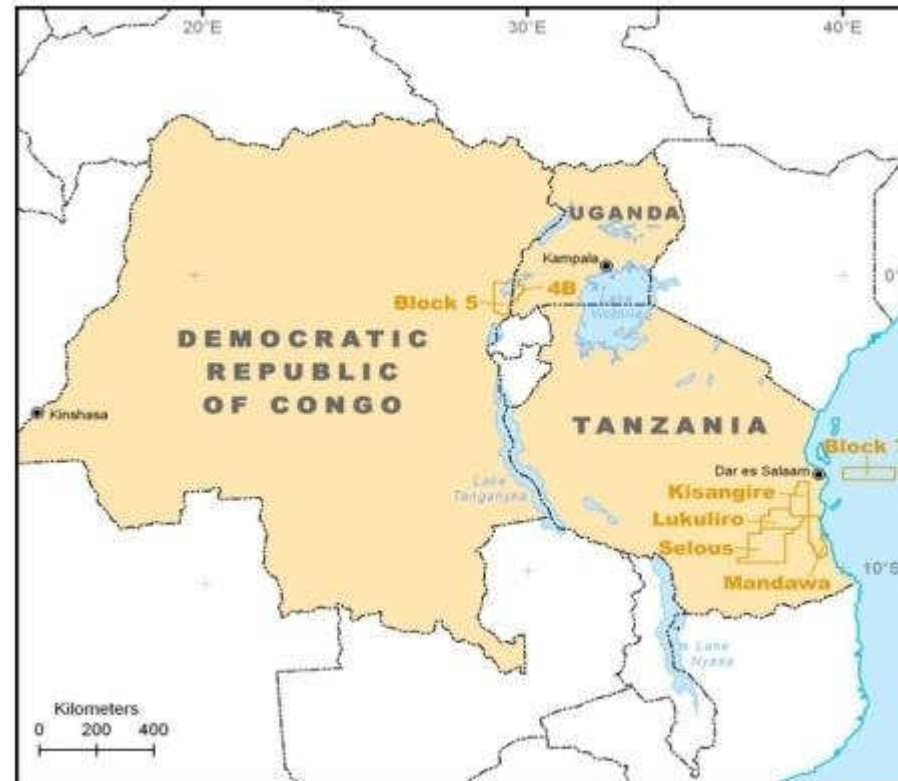 20°E
30°E
40°E
UGANDA
Kampala
0°
4B
Block 5
Victoria
DEMOCRATIC
REPUBLIC
OF CONGO
Kinshasa
TANZANIA
Block
Dar es Salaam
Kisangire
Lake
Tanganyika
Lukuliro
Selous
10°S
Mandawa
Lake
Nyasa
Kilometers
0 200 400